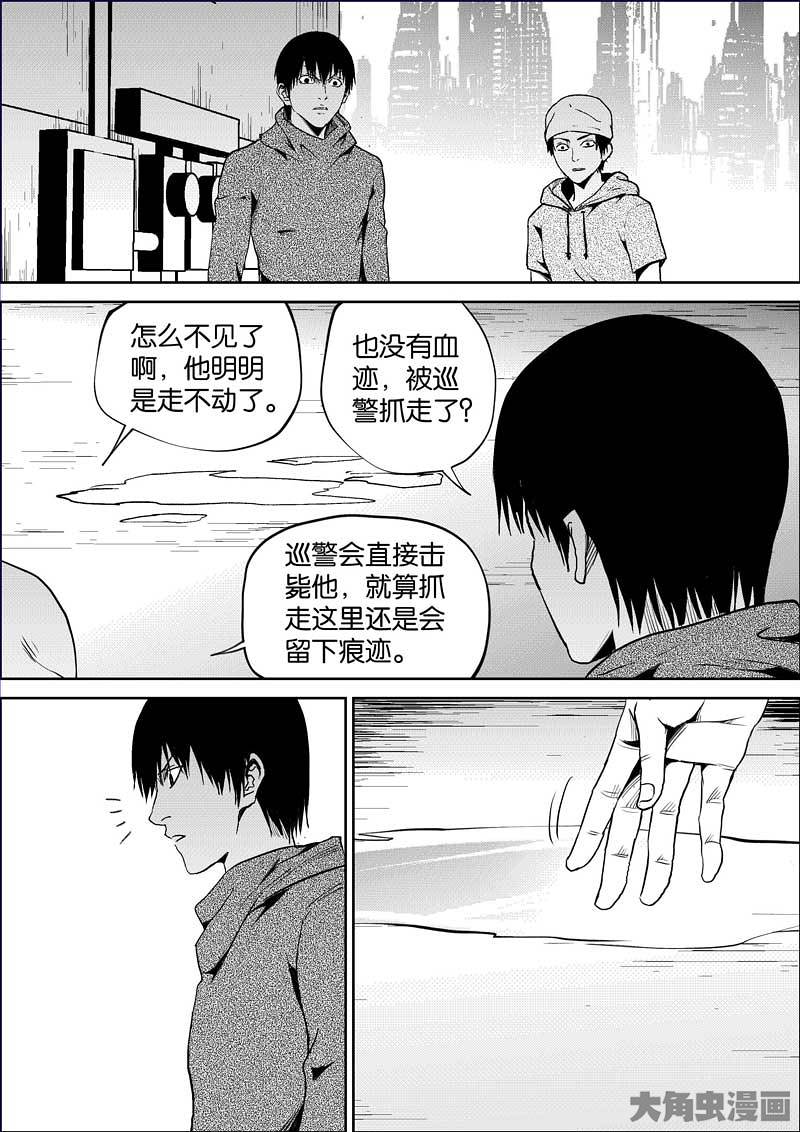 怎么不见了
啊，他明明
是走不动了。
也没有血
迹，被巡
警抓走了？
巡警会直接击
毙他，就算抓
走这里还是会
留下痕迹。
大角虫漫画